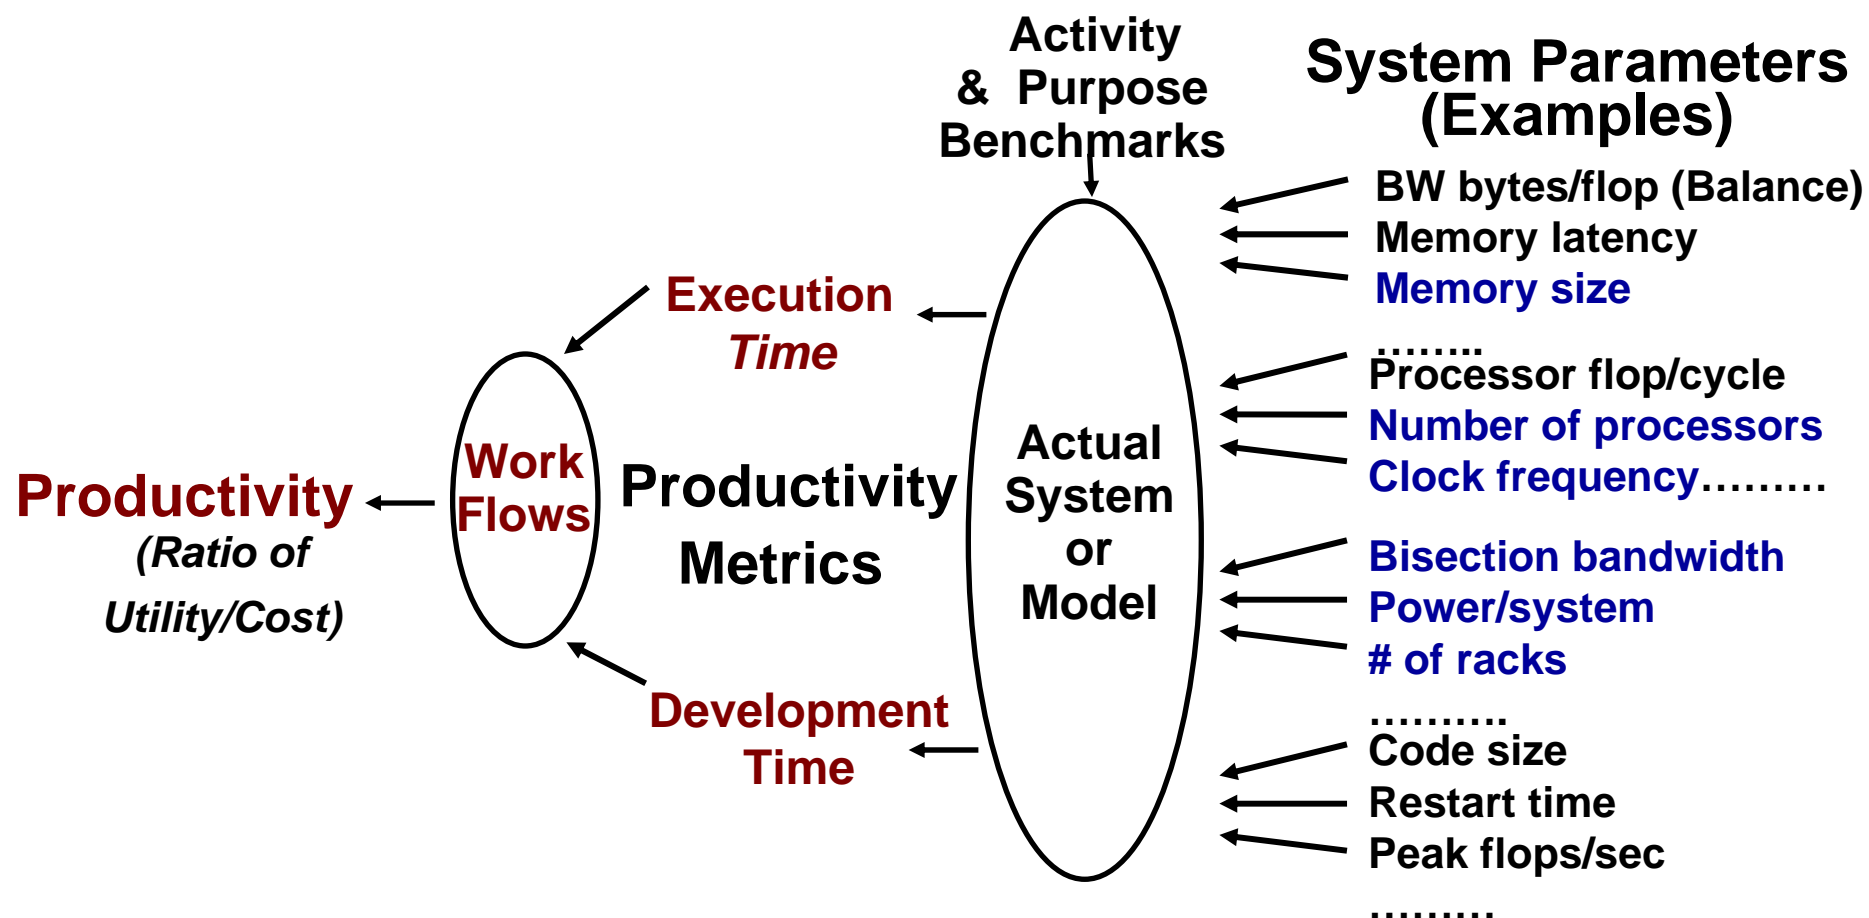 Activity
& Purpose
Benchmarks
System Parameters
(Examples)
BW bytes/flop (Balance)
Memory latency
Memory size
……..
Processor flop/cycle
Number of processors
Clock frequency………
Bisection bandwidth
Power/system
# of racks
……….
Code size
Restart time
Peak flops/sec
………
Execution
Time
Actual
System
or
Model
Productivity
Metrics
Development
Time
Work
Flows
Productivity
(Ratio of
Utility/Cost)